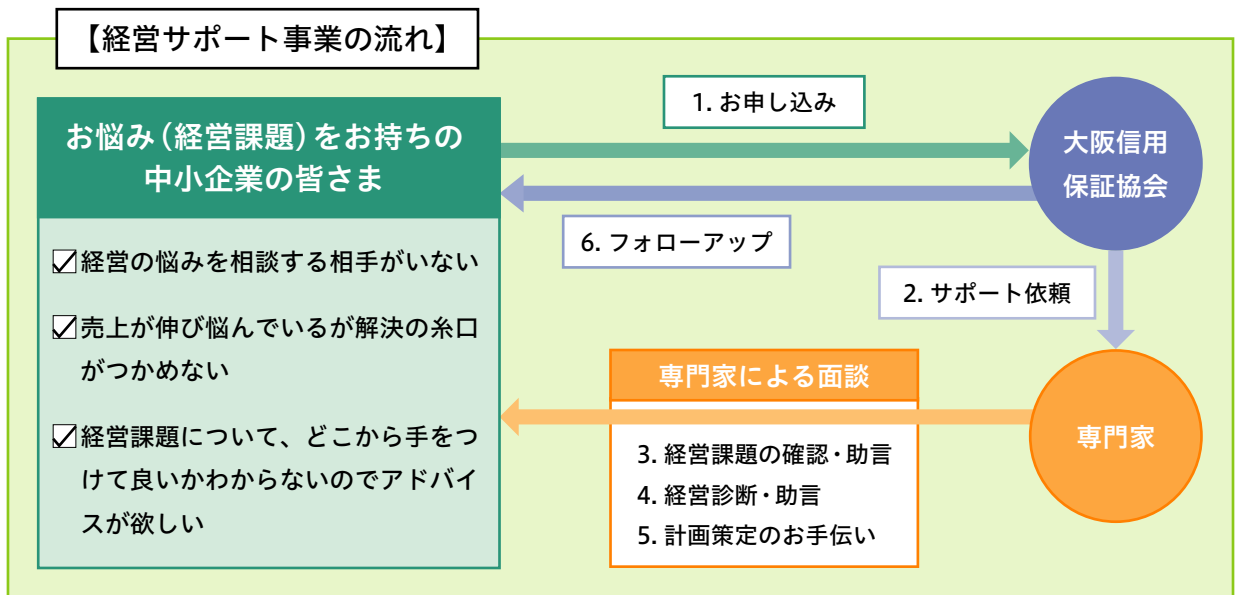 【経営サポート事業の流れ】
お悩み（経営課題）をお持ちの
中小企業の皆さま
☑経営の悩みを相談する相手がいない
☑売上が伸び悩んでいるが解決の糸口
がつかめない
☑経営課題について、どこから手をつ
けて良いかわからないのでアドバイ
スが欲しい
1. お申し込み
大阪信用
保証協会
6. フォローアップ
2. サポート依頼
専門家による面談
3. 経営課題の確認・助言
4. 経営診断・助言
5. 計画策定のお手伝い
専門家